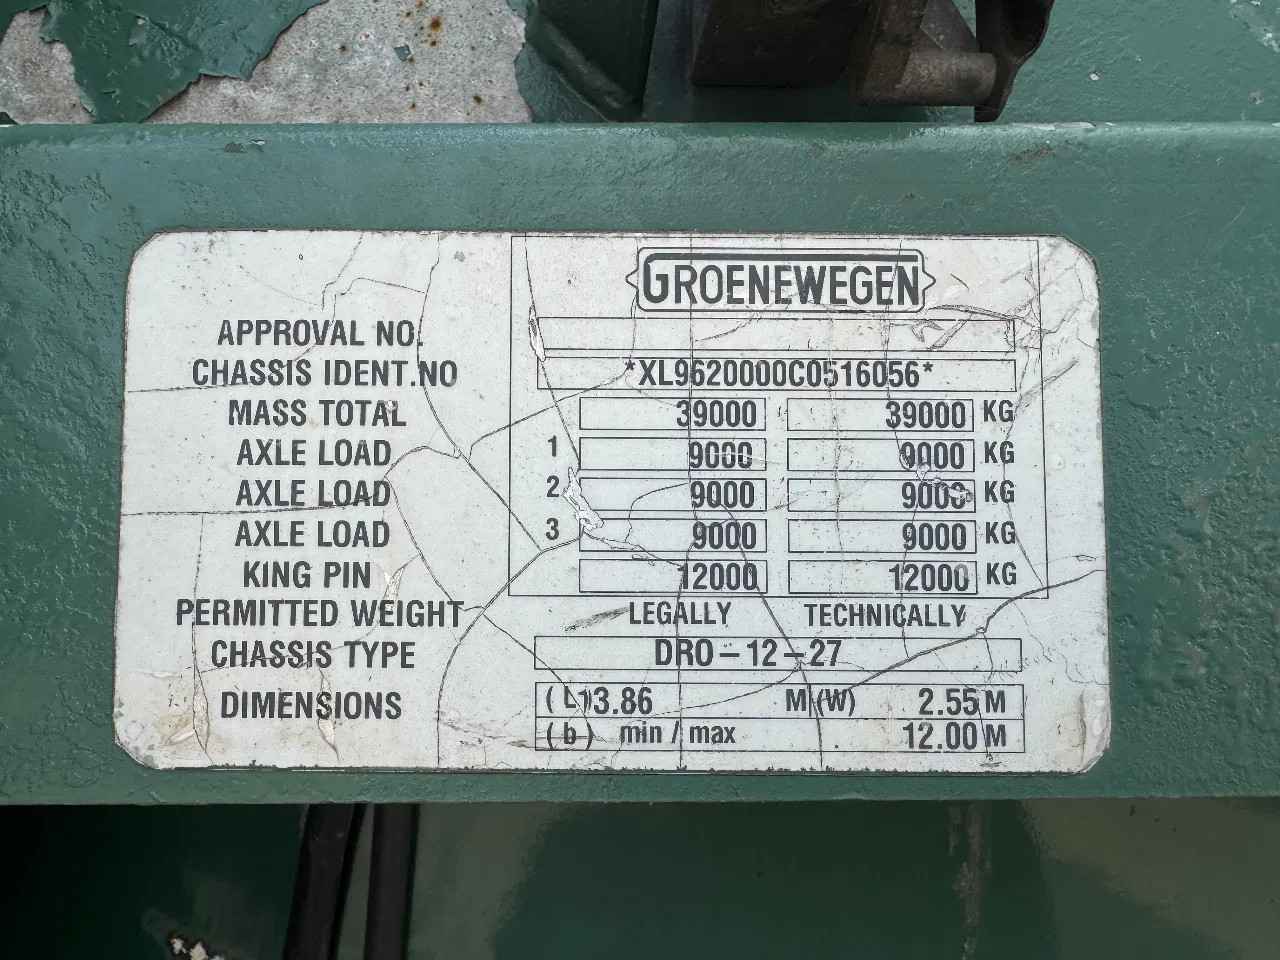 GROENEWEGEN
APPROVAL NO.
CHASSIS IDENT.NO *XL9620000C0516056*
MASS TOTAL 39000 39000 KG
AXLE LOAD 1 9000 9000 KG
AXLE LOAD 2 9000 9000 KG
AXLE LOAD 3 9000 9000 KG
KING PIN 12000 12000 KG
PERMITTED WEIGHT LEGALLY TECHNICALLY
CHASSIS TYPE DRO-12-27
DIMENSIONS (L) 13.86 M (W) 2.55 M
(b) min / max 12.00 M